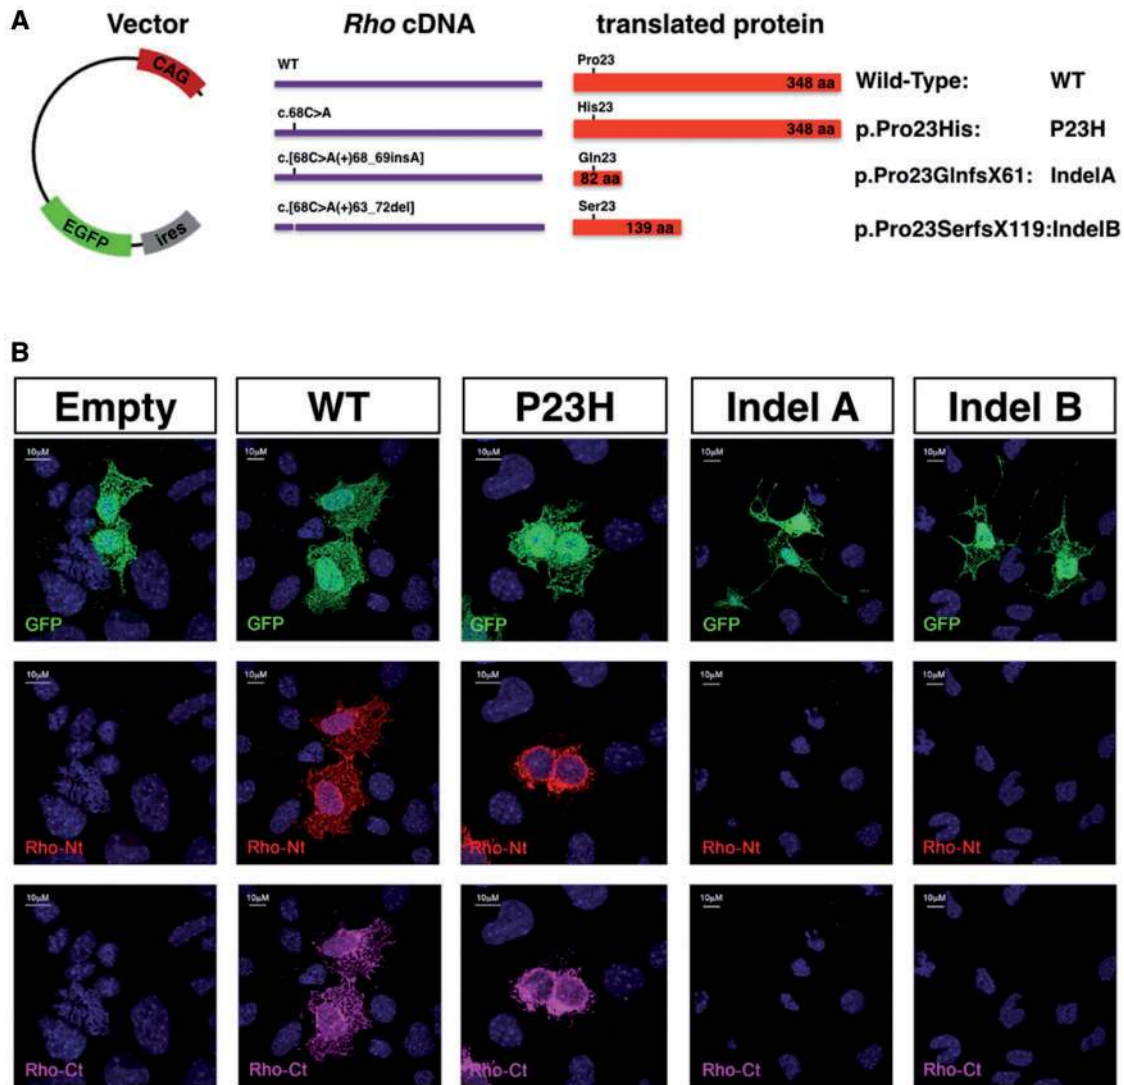 A
Vector
Rho cDNA
translated protein
CAG
EGFP
ires
WT
Pro23
348 aa
Wild-Type: WT
c.68C>A
His23
348 aa
p.Pro23His: P23H
c.[68C>A(+)68_69insA]
Gln23
82 aa
p.Pro23GlnfsX61: IndelA
c.[68C>A(+)63_72del]
Ser23
139 aa
p.Pro23SerfsX119:IndelB
B
Empty
WT
P23H
Indel A
Indel B
10μM
10μM
10μM
10μM
10μM
GFP
GFP
GFP
GFP
GFP
10μM
10μM
10μM
10μM
10μM
Rho-Nt
Rho-Nt
Rho-Nt
Rho-Nt
Rho-Nt
10μM
10μM
10μM
10μM
10μM
Rho-Ct
Rho-Ct
Rho-Ct
Rho-Ct
Rho-Ct